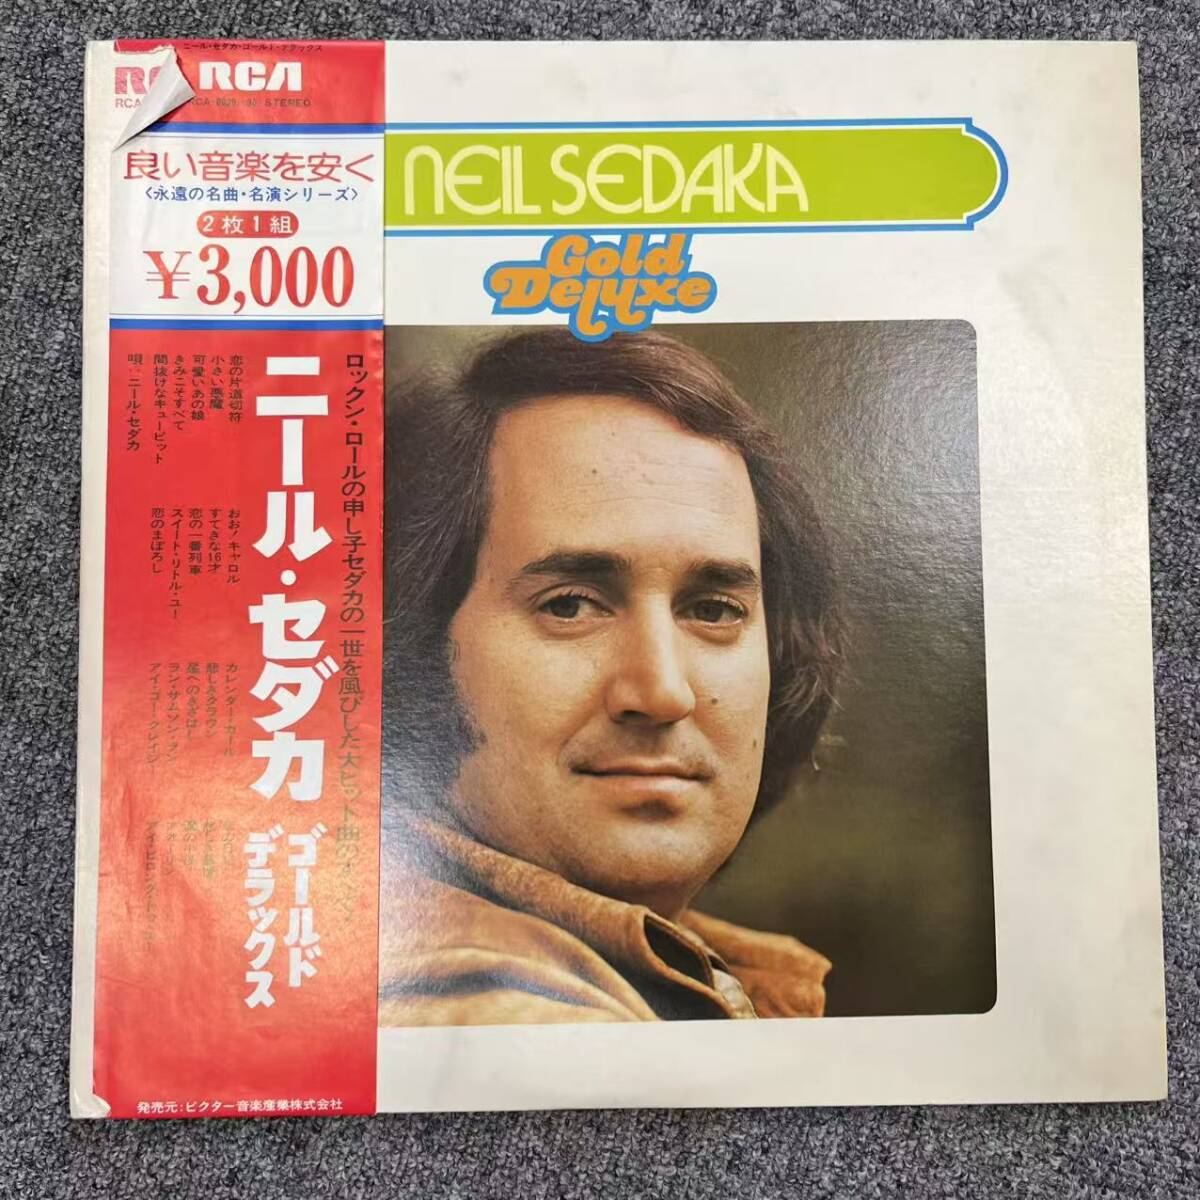 ニール・セダカ・ゴールド・デラックス
RCA
RCA
STEREO
良い音楽を安く
〈永遠の名曲・名演シリーズ〉
2枚1組
¥3,000
NEIL SEDAKA
Gold
Deluxe
ロックン・ロールの申し子セダカの一世を風びした大ヒット曲のすべて!
ニール・セダカ
ゴールド
デラックス
恋の片道切符
小さい悪魔
可愛いあの娘
きみこそすべて
間抜けなキューピット
唄・ニール・セダカ
おお!キャロル
すてきな16才
恋の一番列車
スイート・リトル・ユー
恋のまぼろし
カレンダー・ガール
悲しきクラウン
星へのきざはし
ラン・サムソン・ラン
アイ・ゴー・エイプ
発売元:ビクター音楽産業株式会社